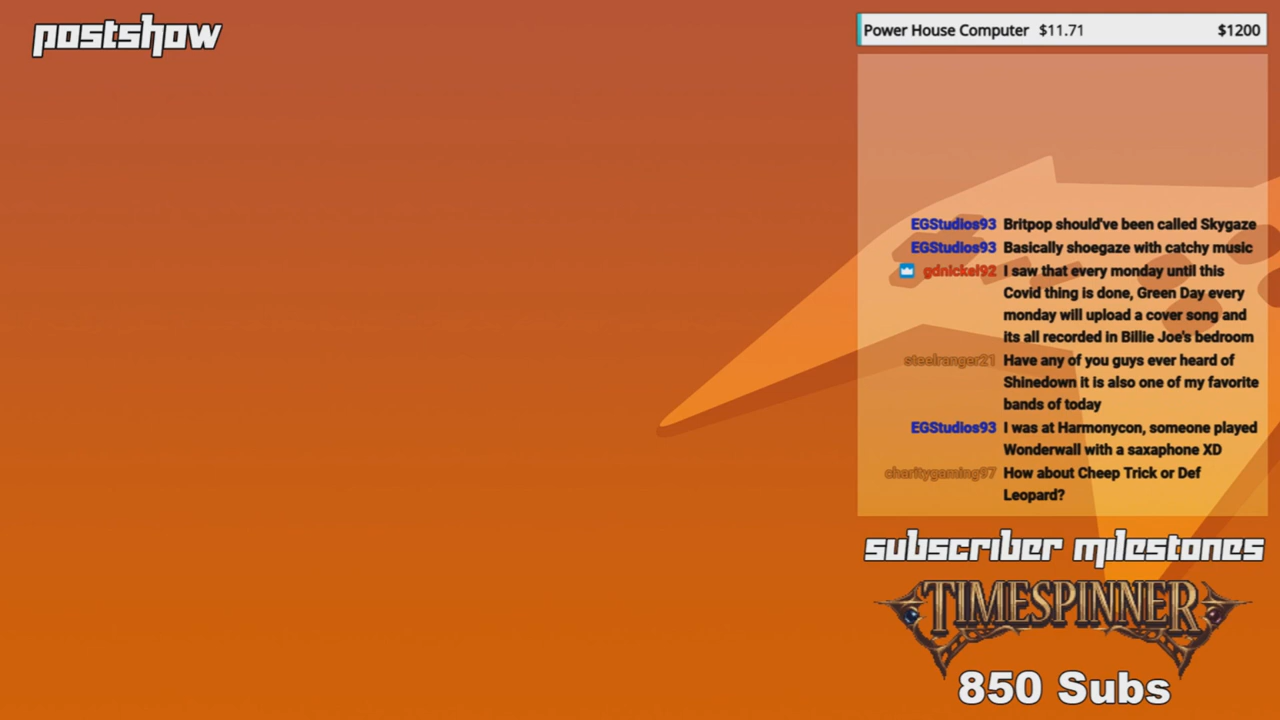 postshow
Power House Computer $11.71 $1200
EGStudios93 Britpop should've been called Skygaze
EGStudios93 Basically shoegaze with catchy music
gdnickel92 I saw that every monday until this
Covid thing is done, Green Day every
monday will upload a cover song and
its all recorded in Billie Joe's bedroom
steelranger21 Have any of you guys ever heard of
Shinedown it is also one of my favorite
bands of today
EGStudios93 I was at Harmonycon, someone played
Wonderwall with a saxaphone XD
charitygaming97 How about Cheep Trick or Def
Leopard?
subscriber milestones
TIMESPINNER
850 Subs